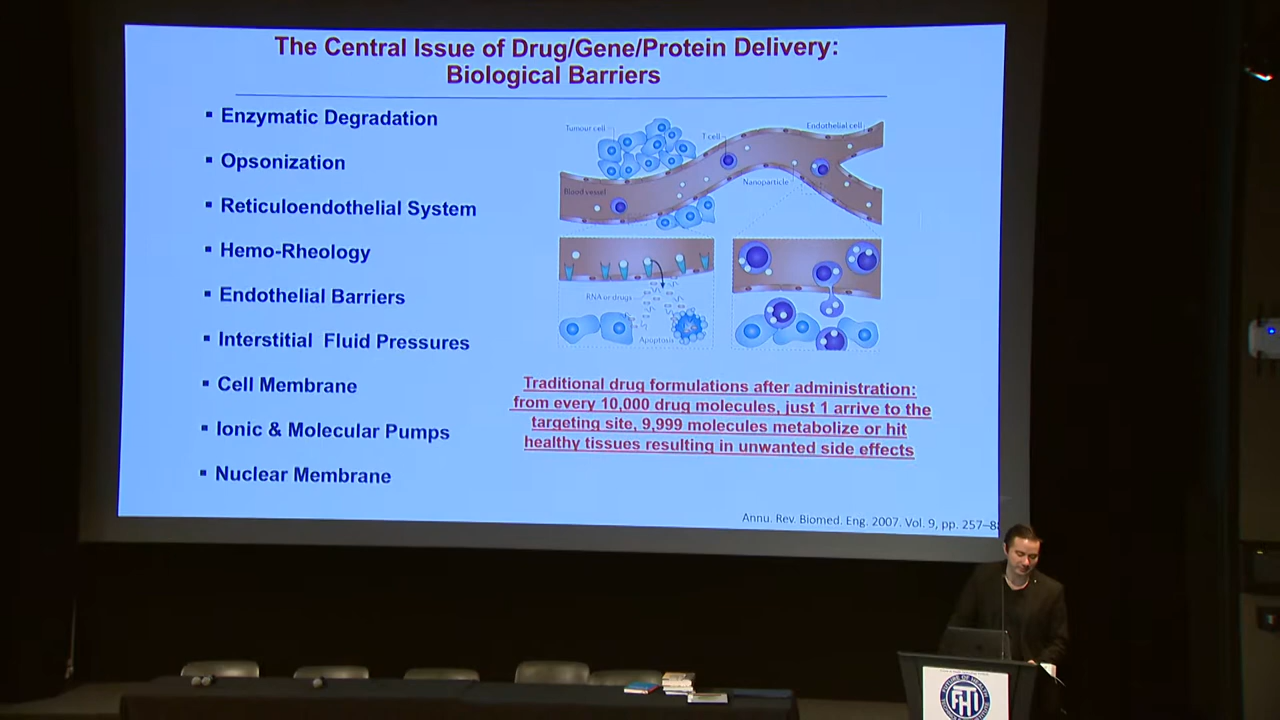 The Central Issue of Drug/Gene/Protein Delivery:
Biological Barriers
▪ Enzymatic Degradation
▪ Opsonization
▪ Reticuloendothelial System
▪ Hemo-Rheology
▪ Endothelial Barriers
▪ Interstitial Fluid Pressures
▪ Cell Membrane
▪ Ionic & Molecular Pumps
▪ Nuclear Membrane
Tumour cell
T cell
Endothelial cell
Blood vessel
Nanoparticle
RNA or drugs
Apoptosis
Traditional drug formulations after administration:
from every 10,000 drug molecules, just 1 arrive to the
targeting site, 9,999 molecules metabolize or hit
healthy tissues resulting in unwanted side effects
Annu. Rev. Biomed. Eng. 2007. Vol. 9, pp. 257–8
FHI